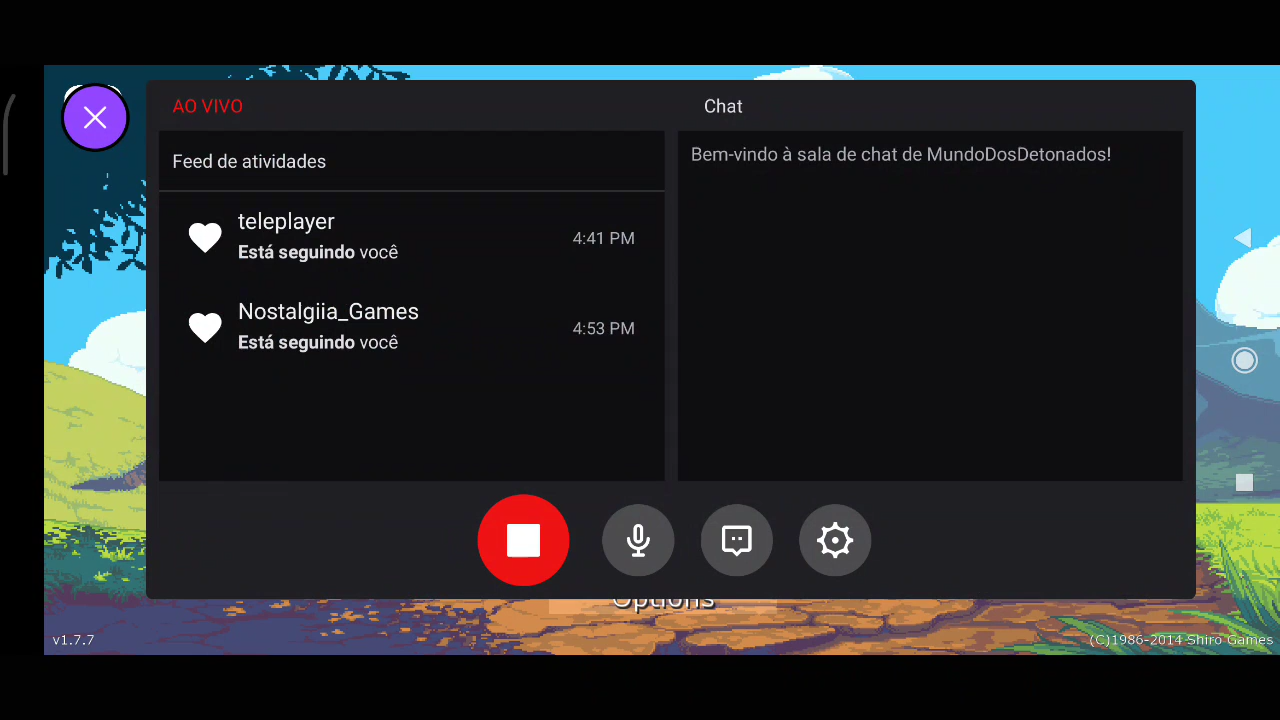 AO VIVO
Chat
Feed de atividades
Bem-vindo à sala de chat de MundoDosDetonados!
teleplayer
Está seguindo você
4:41 PM
Nostalgiia_Games
Está seguindo você
4:53 PM
Options
v1.7.7
(C)1986-2014 Shiro Games